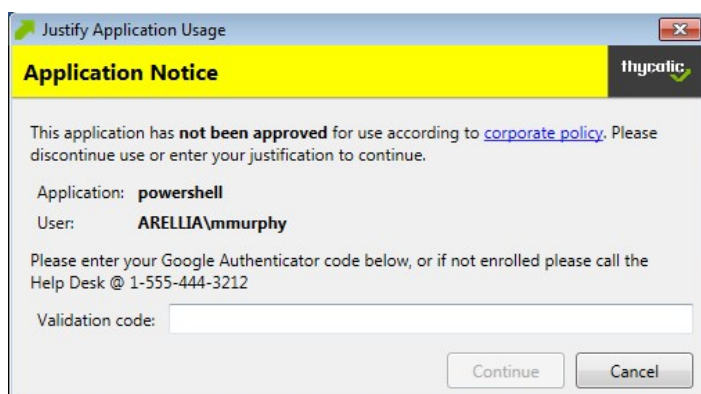 Justify Application Usage
Application Notice
thycotic
This application has not been approved for use according to corporate policy. Please
discontinue use or enter your justification to continue.
Application: powershell
User: ARELLIA\mmurphy
Please enter your Google Authenticator code below, or if not enrolled please call the
Help Desk @ 1-555-444-3212
Validation code:
Continue
Cancel